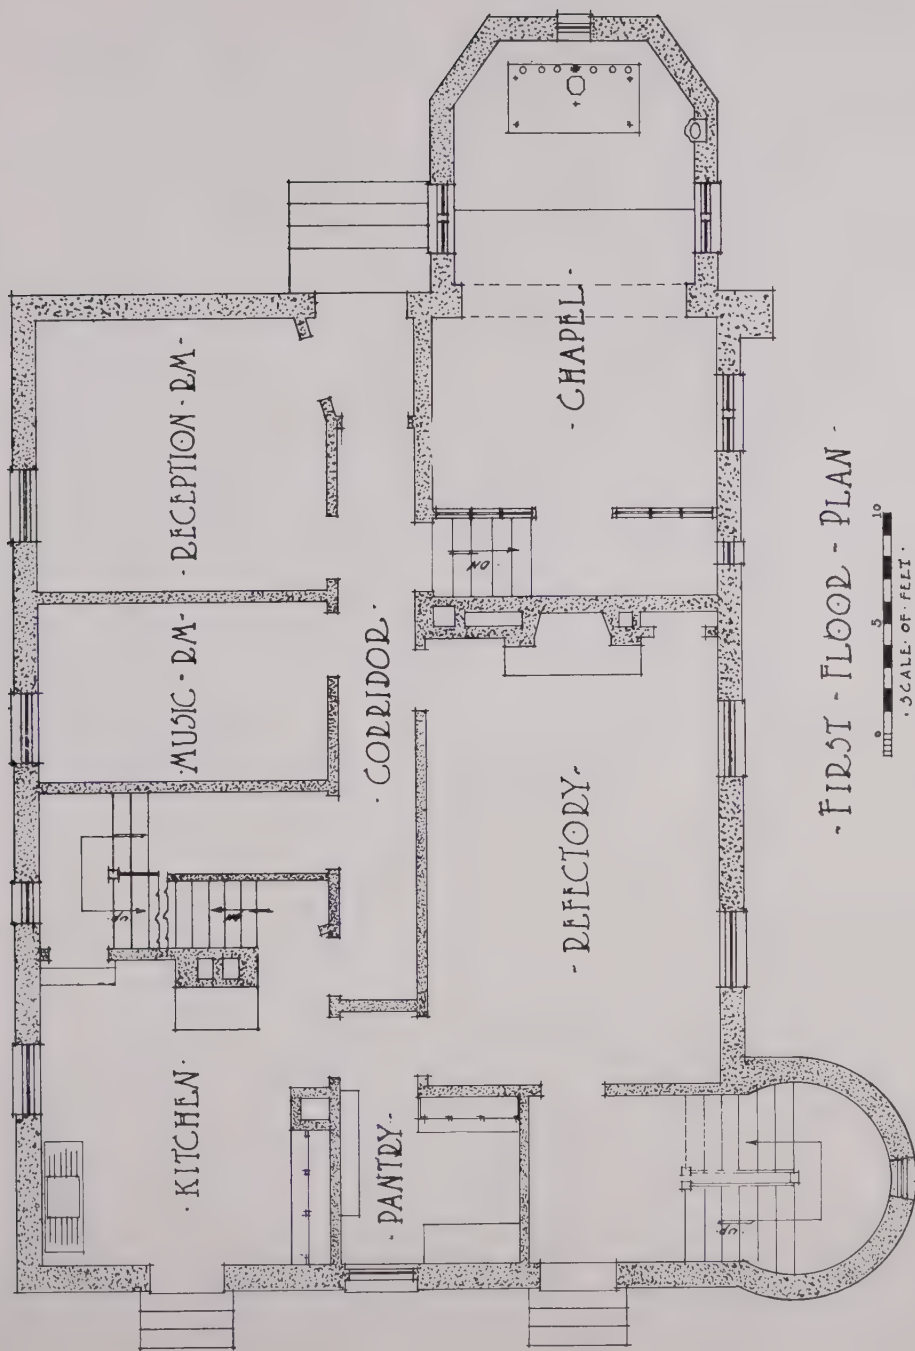 · RECEPTION · RM ·
· MUSIC · RM ·
· CORRIDOR ·
· CHAPEL ·
DN
UP
· KITCHEN ·
· PANTRY ·
· REFECTORY ·
UP
- FIRST - FLOOR - PLAN -
0 5 10
· SCALE · OF · FEET ·